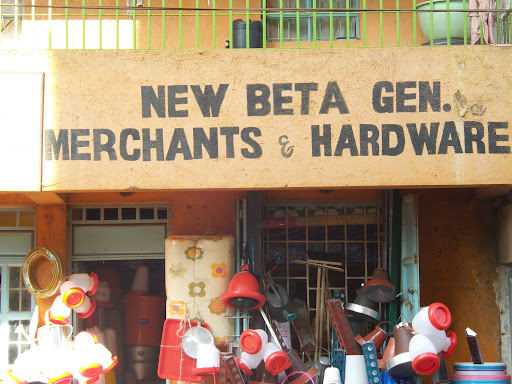 NEW BETA GEN.
MERCHANTS & HARDWARE